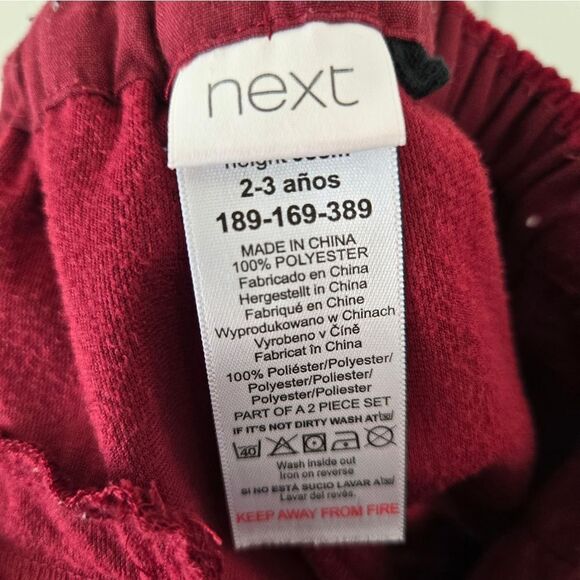 next
height
2-3 años
189-169-389
MADE IN CHINA
100% POLYESTER
Fabricado en China
Hergestellt in China
Fabriqué en Chine
Wyprodukowano w Chinach
Vyrobeno v Číně
Fabricat în China
100% Poliéster/Polyester/
Polyester/Poliester/
Polyester/Poliester
PART OF A 2 PIECE SET
IF IT'S NOT DIRTY WASH AT
40
Wash inside out
Iron on reverse
SI NO ESTÁ SUCIO LAVAR A
Lavar del revés.
KEEP AWAY FROM FIRE